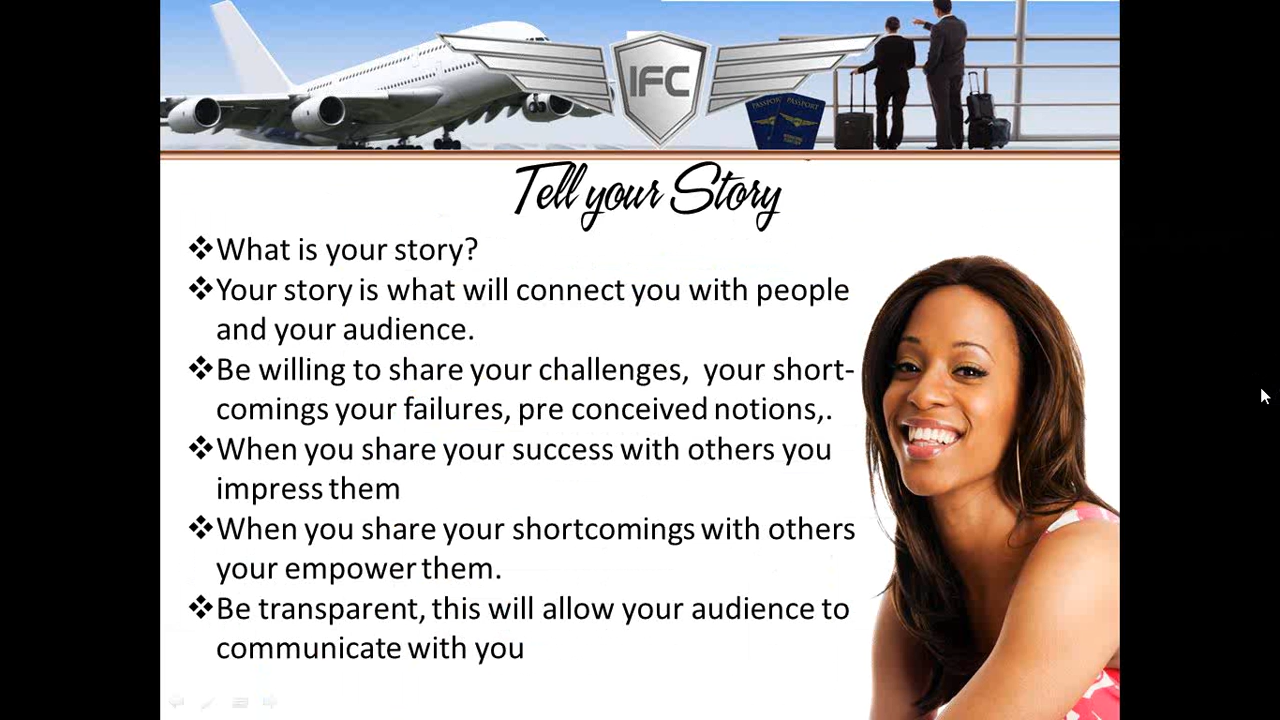 IFC
PASSPORT PASSPORT
Tell your Story
❖What is your story?
❖Your story is what will connect you with people
and your audience.
❖Be willing to share your challenges, your short-
comings your failures, pre conceived notions,.
❖When you share your success with others you
impress them
❖When you share your shortcomings with others
your empower them.
❖Be transparent, this will allow your audience to
communicate with you